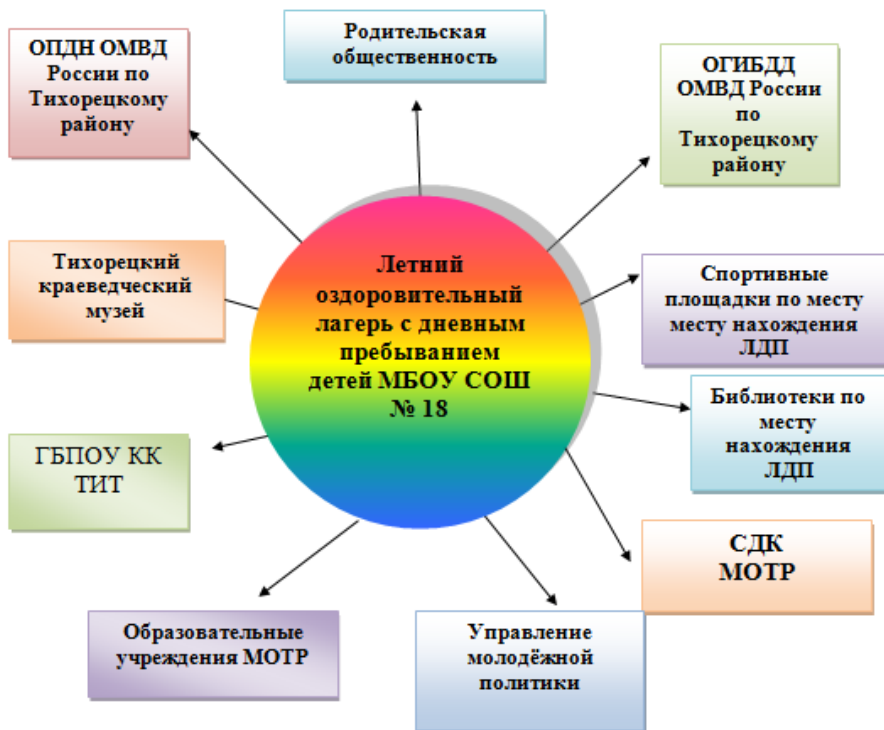 Родительская
общественность
ОПДН ОМВД
России по
Тихорецкому
району
ОГИБДД
ОМВД России
по
Тихорецкому
району
Тихорецкий
краеведческий
музей
Летний
оздоровительный
лагерь с дневным
пребыванием
детей МБОУ СОШ
№ 18
Спортивные
площадки по месту
месту нахождения
ЛДП
Библиотеки по
месту
нахождения
ЛДП
ГБПОУ КК
ТИТ
СДК
МОТР
Образовательные
учреждения МОТР
Управление
молодёжной
политики